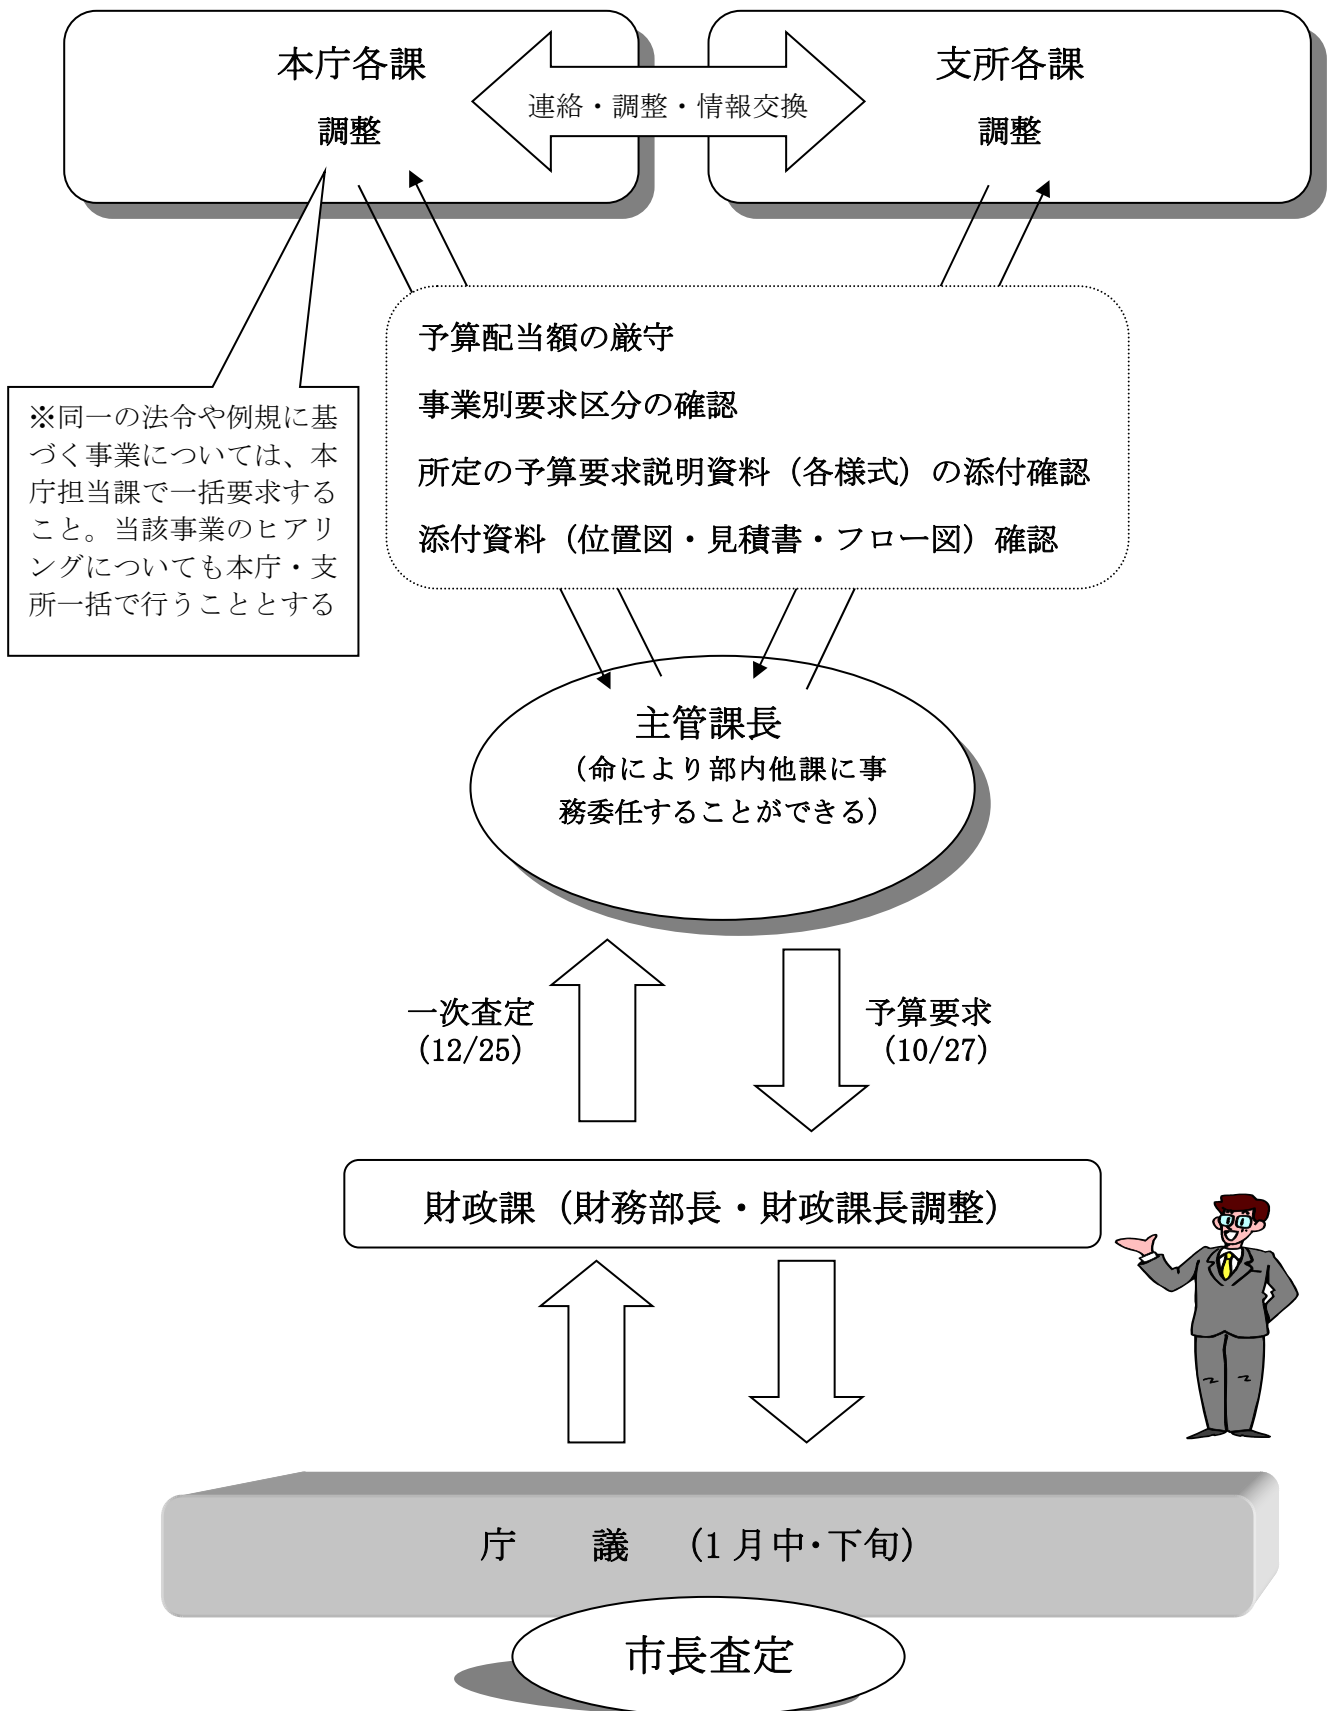 本庁各課
調整
連絡・調整・情報交換
支所各課
調整
予算配当額の厳守
事業別要求区分の確認
所定の予算要求説明資料（各様式）の添付確認
添付資料（位置図・見積書・フロー図）確認
※同一の法令や例規に基
づく事業については、本
庁担当課で一括要求する
こと。当該事業のヒアリ
ングについても本庁・支
所一括で行うこととする
主管課長
（命により部内他課に事
務委任することができる）
一次査定
（12/25）
予算要求
（10/27）
財政課（財務部長・財政課長調整）
庁　議　（1月中・下旬）
市長査定